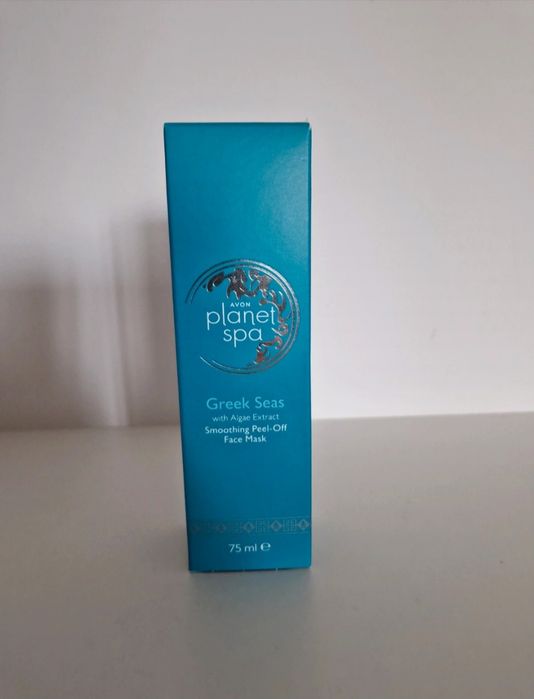 AVON
planet
spa
Greek Seas
with Algae Extract
Smoothing Peel-Off
Face Mask
75 ml ℮